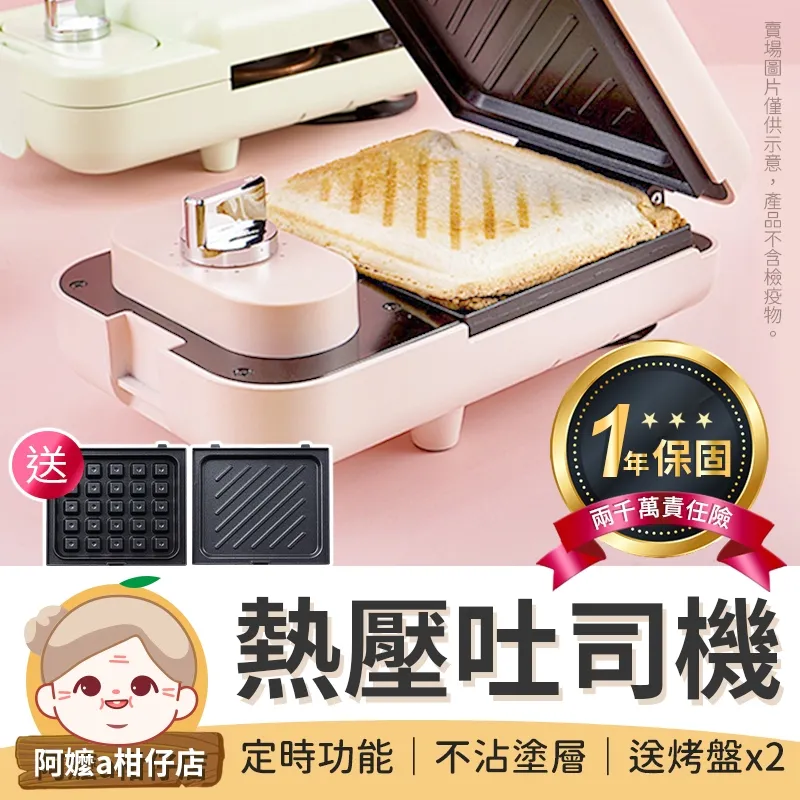 賣場圖片僅供示意，產品不含檢疫物。
送
1年保固
兩千萬責任險
熱壓吐司機
阿嬤a柑仔店
定時功能｜不沾塗層｜送烤盤x2